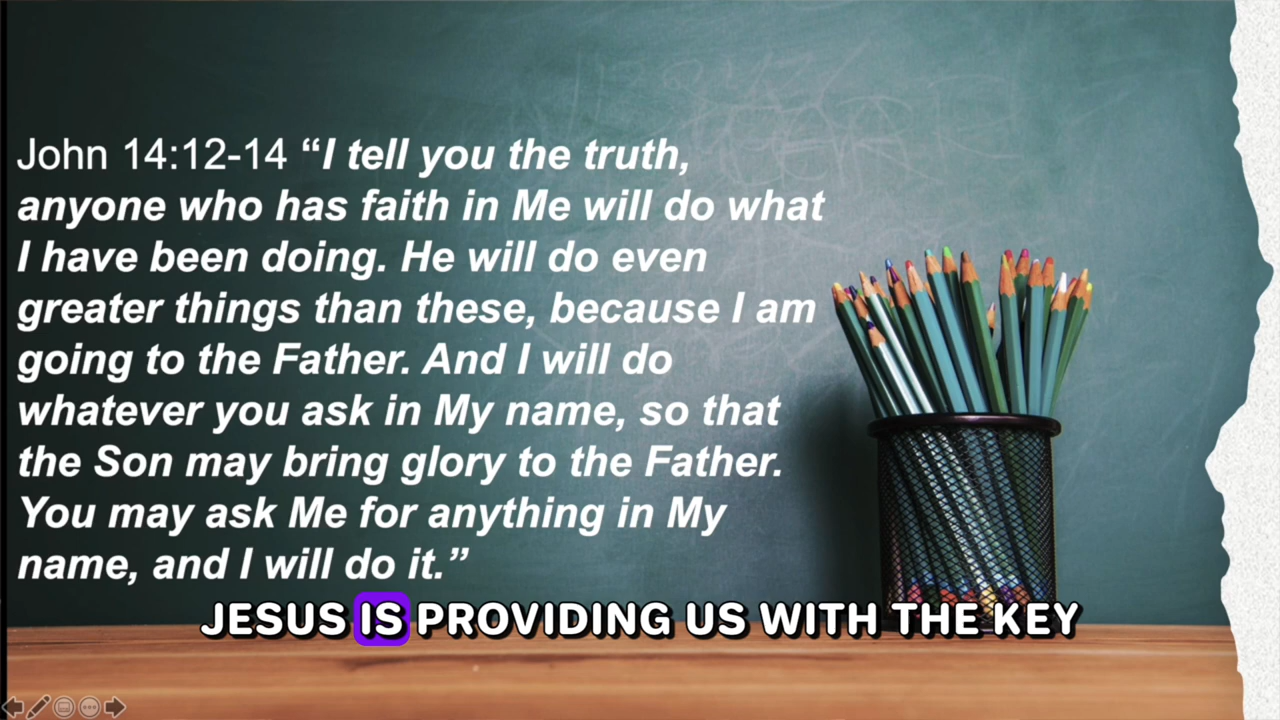 John 14:12-14 “I tell you the truth,
anyone who has faith in Me will do what
I have been doing. He will do even
greater things than these, because I am
going to the Father. And I will do
whatever you ask in My name, so that
the Son may bring glory to the Father.
You may ask Me for anything in My
name, and I will do it.”
JESUS IS PROVIDING US WITH THE KEY